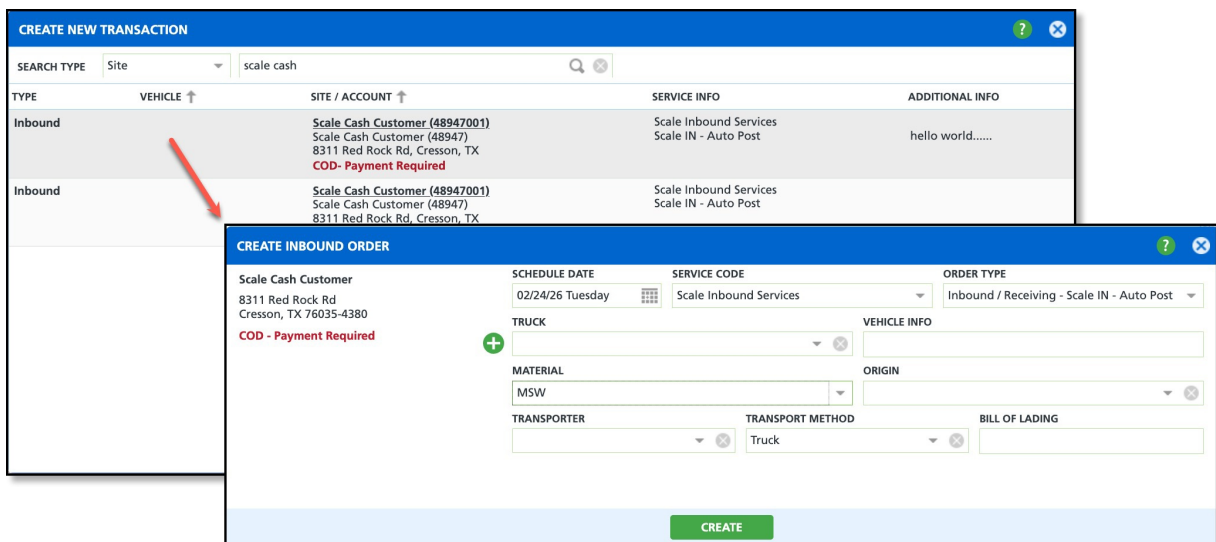 CREATE NEW TRANSACTION ?
SEARCH TYPE Site scale cash
TYPE VEHICLE SITE / ACCOUNT SERVICE INFO ADDITIONAL INFO
Inbound Scale Cash Customer (48947001) Scale Inbound Services
Scale Cash Customer (48947) Scale IN - Auto Post hello world......
8311 Red Rock Rd, Cresson, TX
COD- Payment Required
Inbound Scale Cash Customer (48947001) Scale Inbound Services
Scale Cash Customer (48947) Scale IN - Auto Post
8311 Red Rock Rd, Cresson, TX
CREATE INBOUND ORDER ?
Scale Cash Customer
8311 Red Rock Rd
Cresson, TX 76035-4380
COD - Payment Required
SCHEDULE DATE SERVICE CODE ORDER TYPE
02/24/26 Tuesday Scale Inbound Services Inbound / Receiving - Scale IN - Auto Post
TRUCK VEHICLE INFO
MATERIAL ORIGIN
MSW
TRANSPORTER TRANSPORT METHOD BILL OF LADING
Truck
CREATE